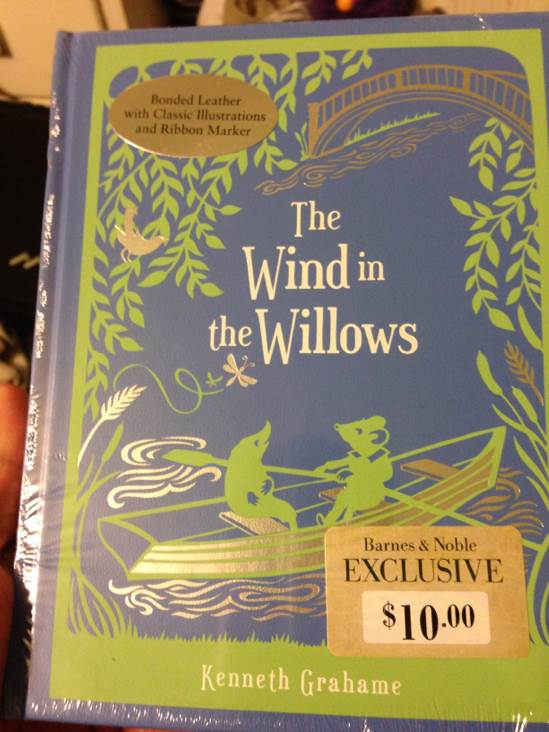 Bonded Leather
with Classic Illustrations
and Ribbon Marker
The
Wind in
the Willows
Barnes & Noble
EXCLUSIVE
$10.00
Kenneth Grahame